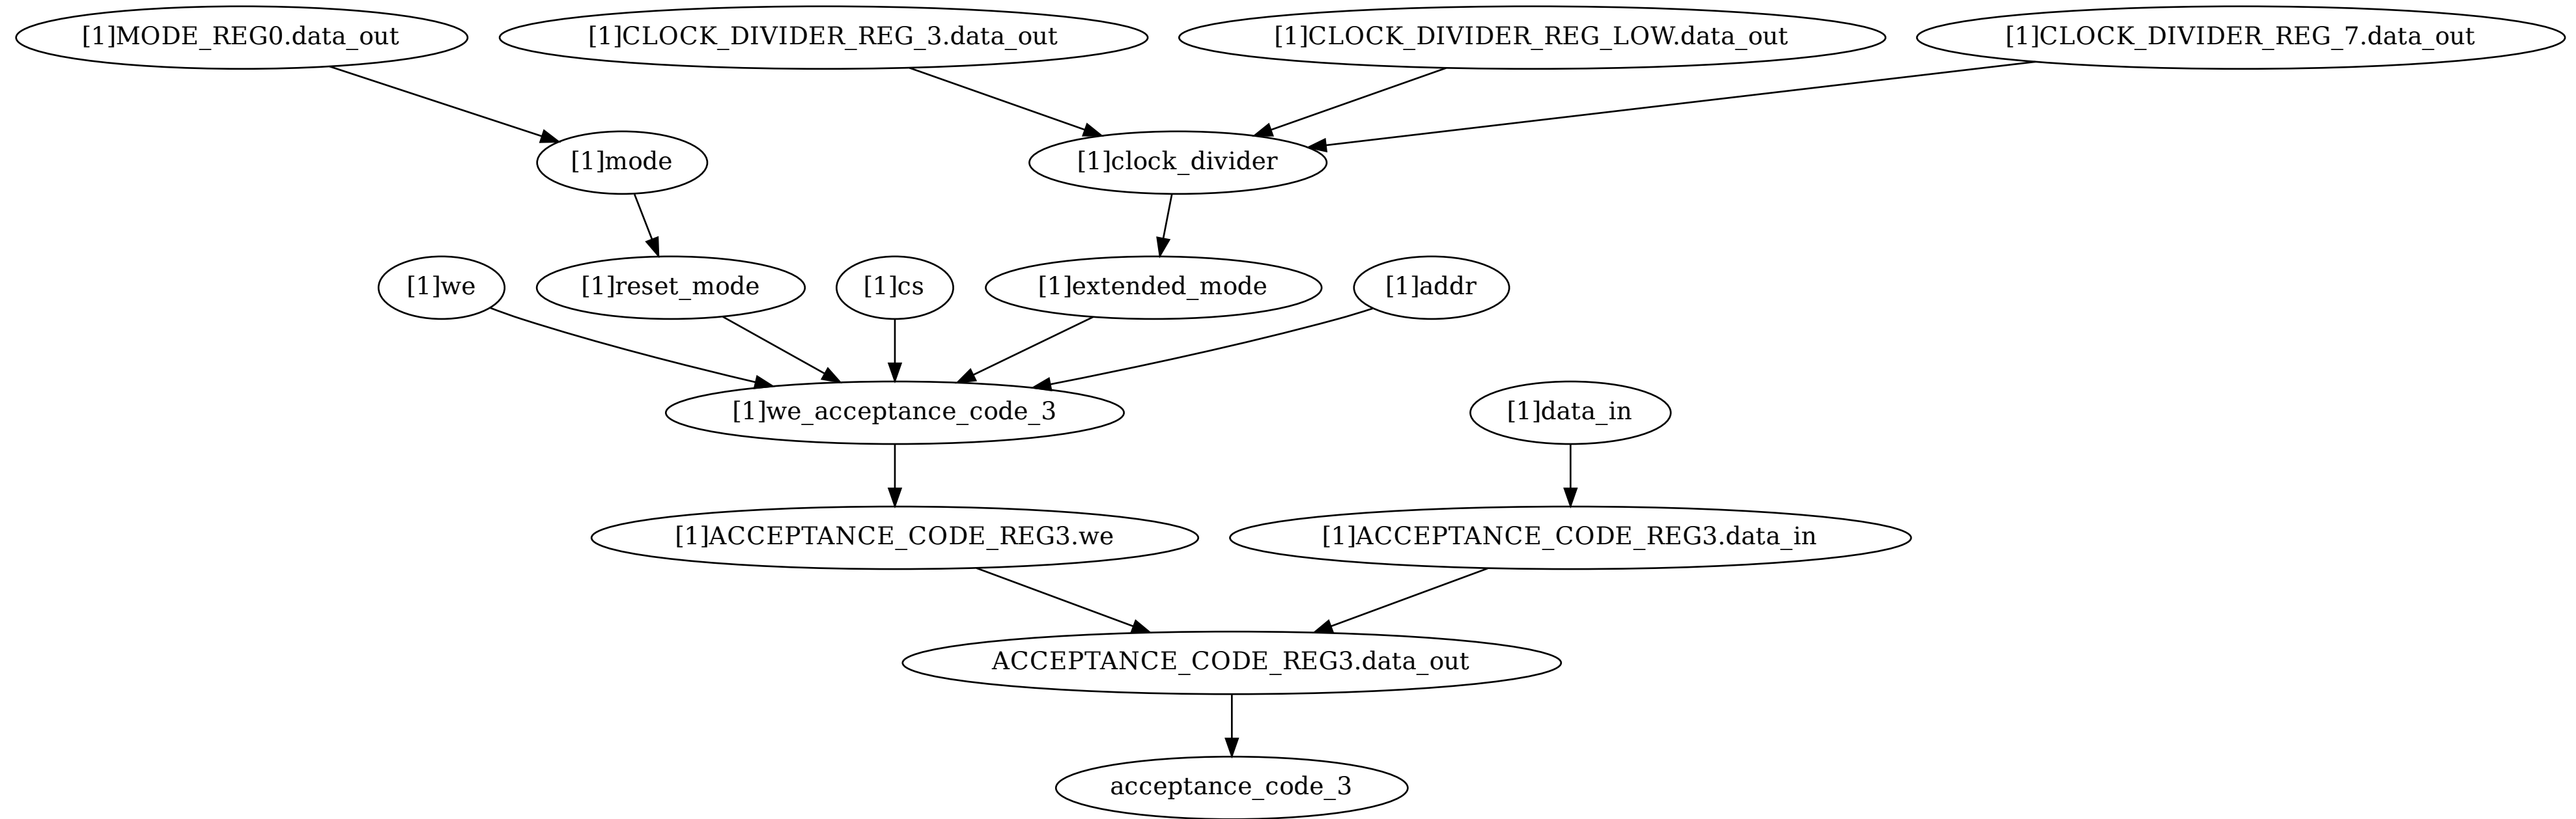 [1]MODE_REG0.data_out
[1]CLOCK_DIVIDER_REG_3.data_out
[1]CLOCK_DIVIDER_REG_LOW.data_out
[1]CLOCK_DIVIDER_REG_7.data_out
[1]mode
[1]clock_divider
[1]we
[1]reset_mode
[1]cs
[1]extended_mode
[1]addr
[1]we_acceptance_code_3
[1]data_in
[1]ACCEPTANCE_CODE_REG3.we
[1]ACCEPTANCE_CODE_REG3.data_in
ACCEPTANCE_CODE_REG3.data_out
acceptance_code_3